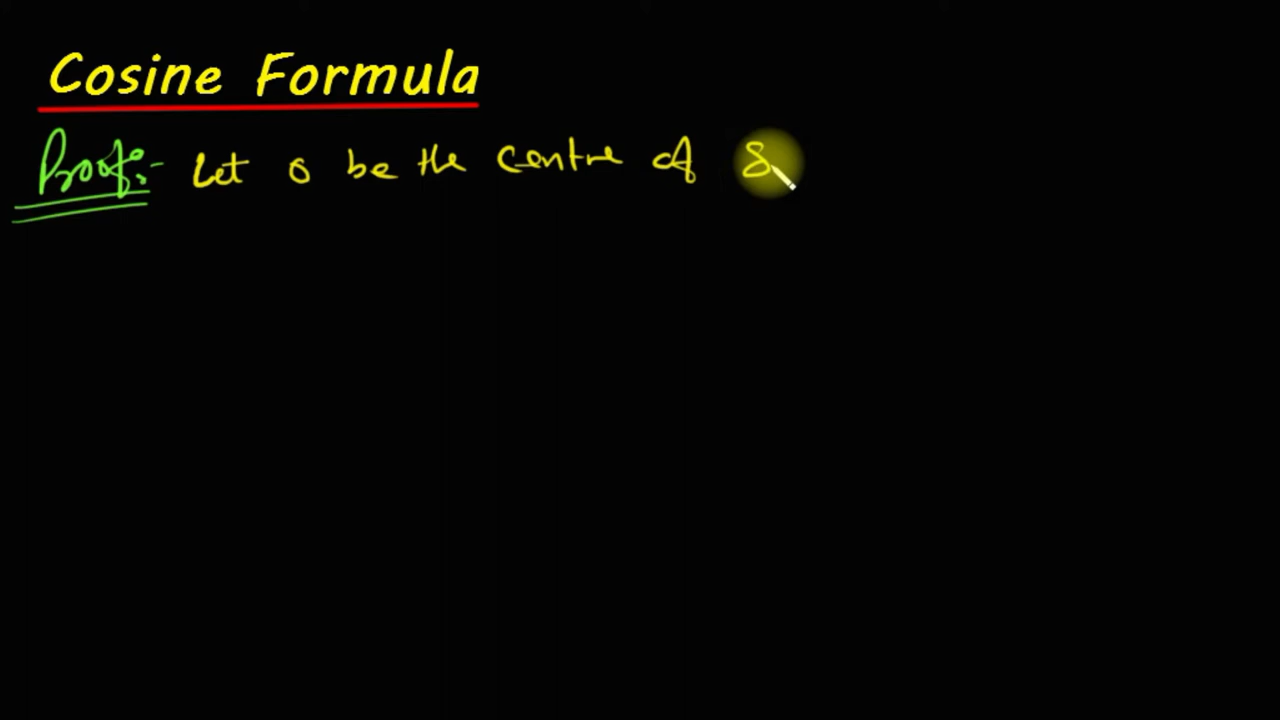 Cosine Formula
Proof:- Let O be the centre of S